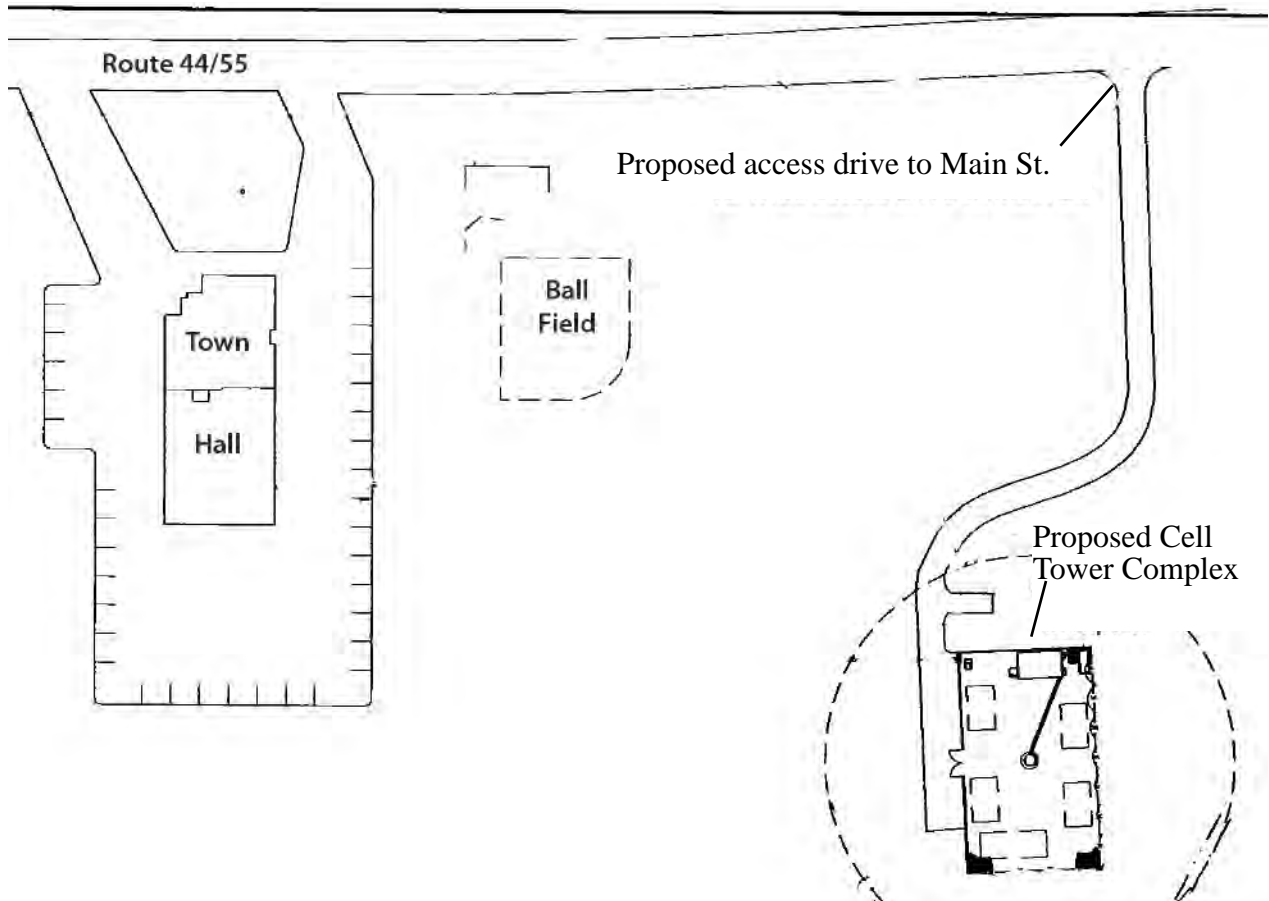 Route 44/55
Proposed access drive to Main St.
Ball
Field
Town
Hall
Proposed Cell
Tower Complex